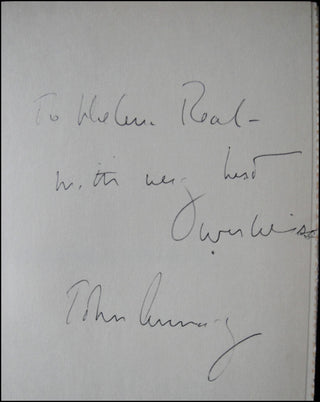 To Helen Real -
with very best
wishes
John